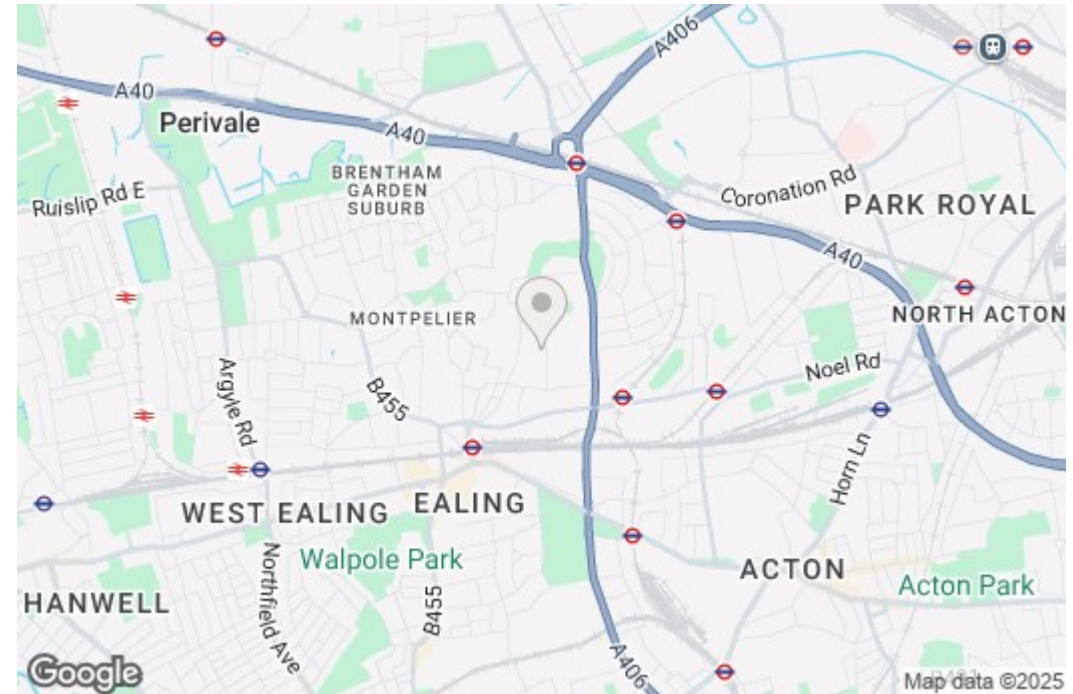 A406
A40
Perivale
A40
BRENTHAM
GARDEN
SUBURB
Coronation Rd
Ruislip Rd E
PARK ROYAL
A40
MONTPELIER
NORTH ACTON
Argyle Rd
Noel Rd
B455
Horn Ln
WEST EALING
EALING
Walpole Park
ACTON
Acton Park
HANWELL
Northfield Ave
B455
A406
Google
Map data ©2025